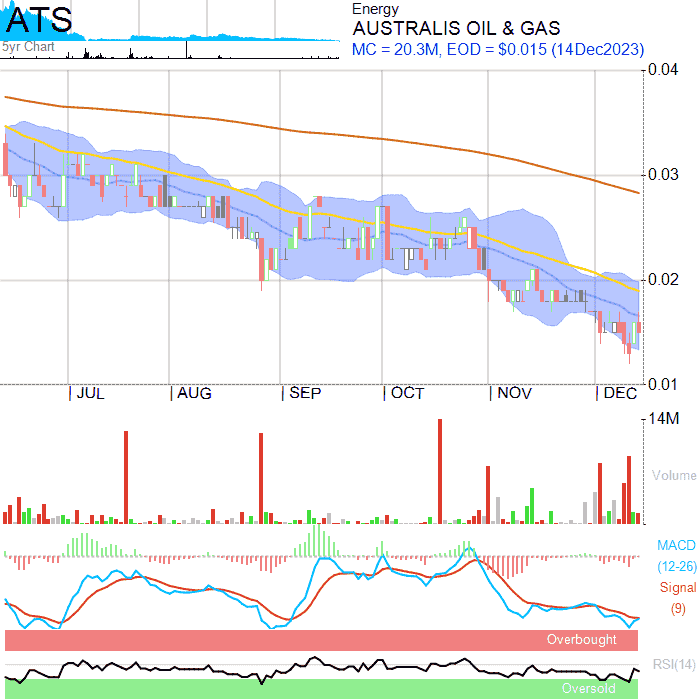 ATS
5yr Chart
Energy
AUSTRALIS OIL & GAS
MC = 20.3M, EOD = $0.015 (14Dec2023)
0.04
0.03
0.02
0.01
JUL AUG SEP OCT NOV DEC
14M
Volume
MACD
(12-26)
Signal
(9)
Overbought
RSI(14)
Oversold